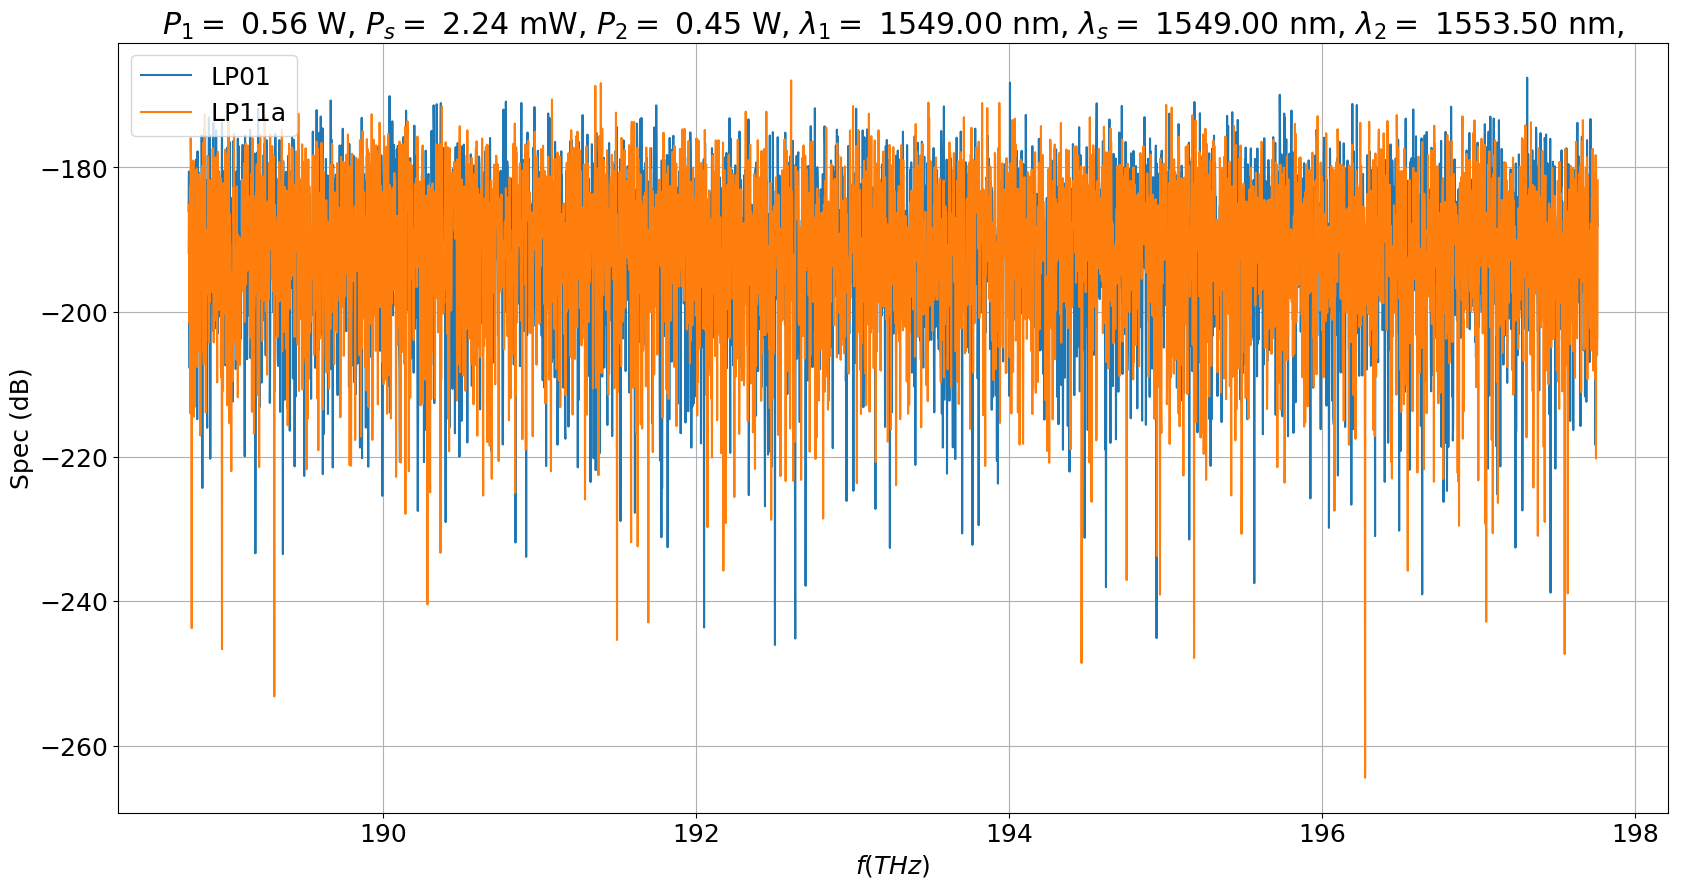 P₁ = 0.56 W, Pₛ = 2.24 mW, P₂ = 0.45 W, λ₁ = 1549.00 nm, λₛ = 1549.00 nm, λ₂ = 1553.50 nm,
LP01
LP11a
−180
−200
−220
−240
−260
Spec (dB)
190 192 194 196 198
f(THz)